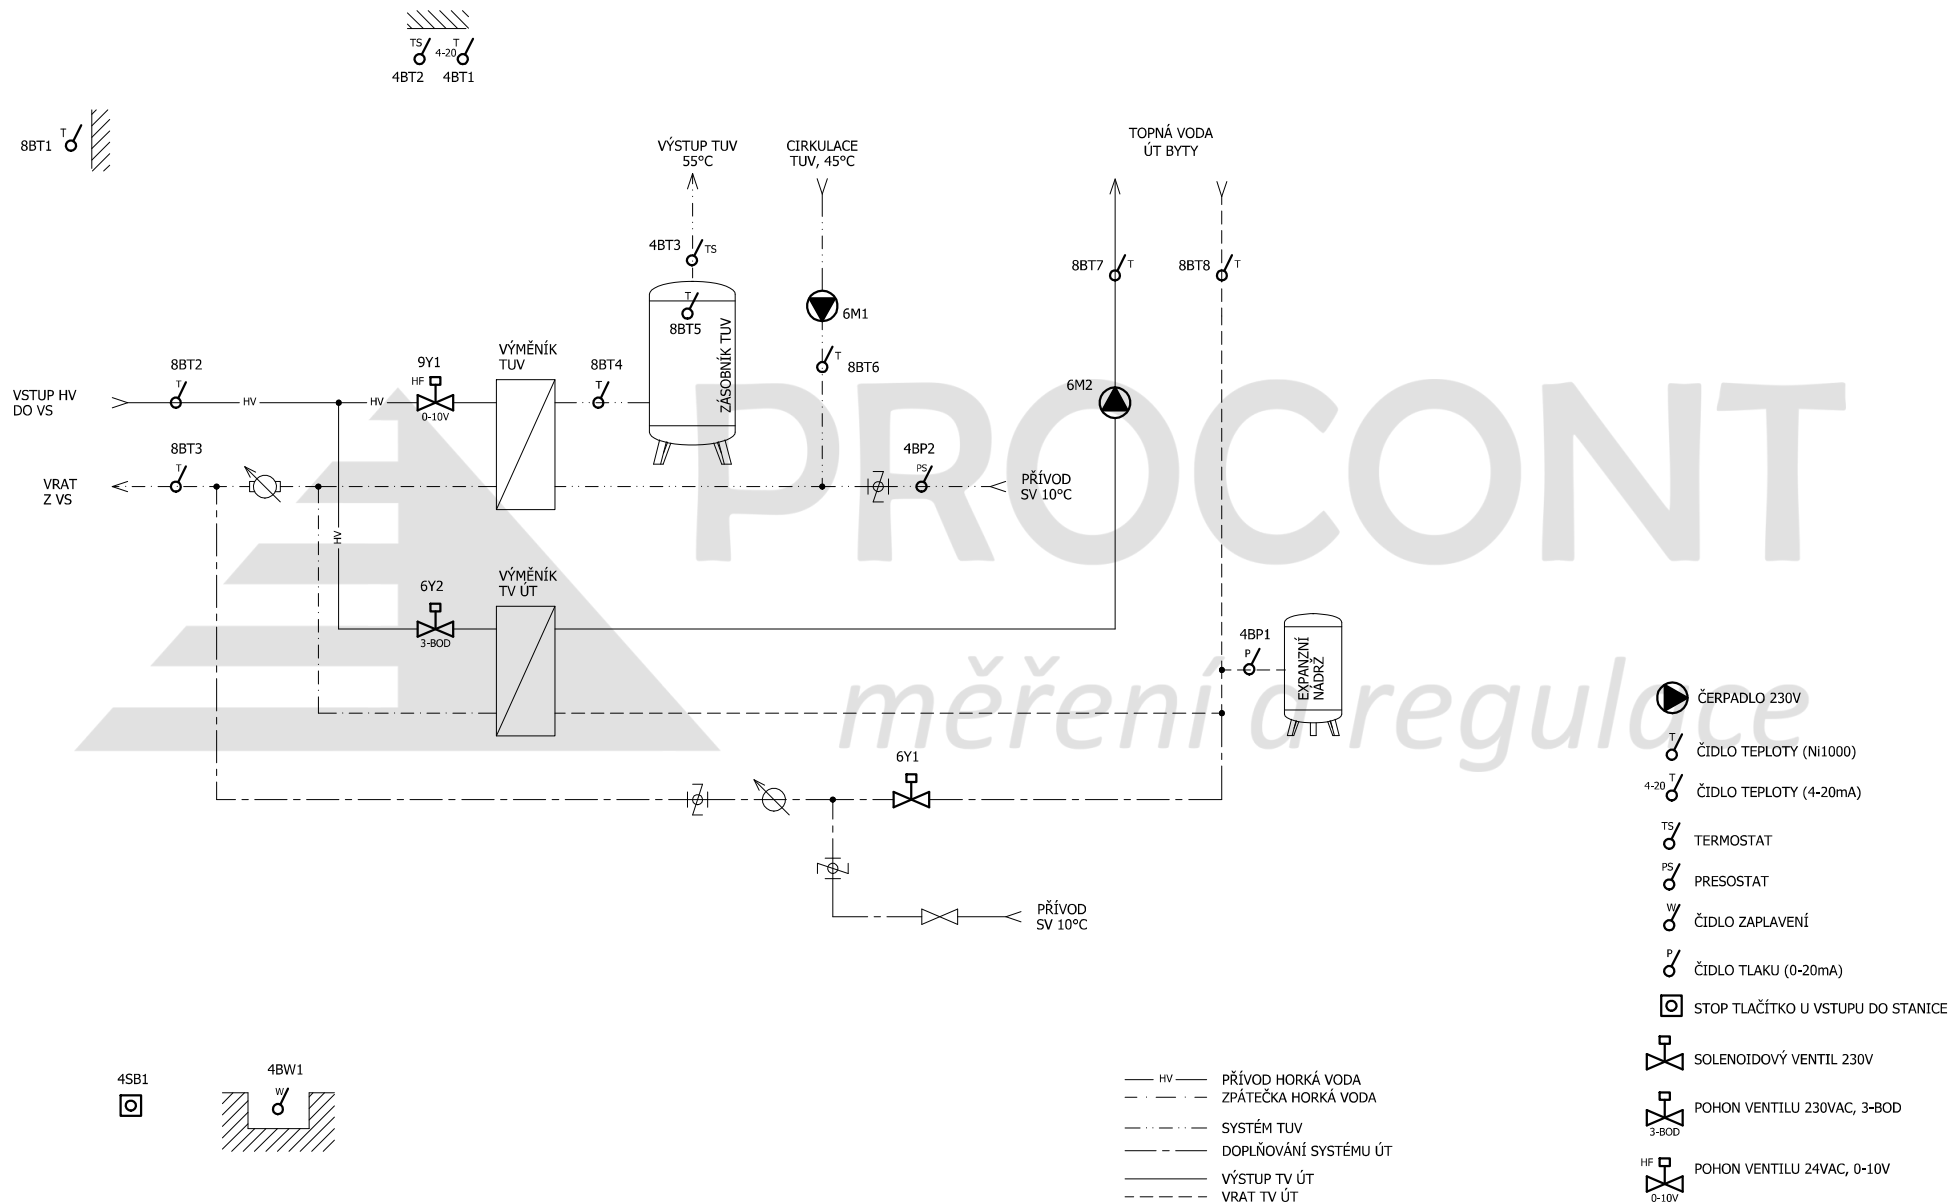 TS
T
4-20
4BT2
4BT1
8BT1
T
VÝSTUP TUV
55°C
CIRKULACE
TUV, 45°C
TOPNÁ VODA
ÚT BYTY
4BT3
TS
8BT7
T
8BT8
T
T
8BT5
ZÁSOBNÍK TUV
6M1
T
8BT6
8BT2
T
9Y1
HF
0-10V
VÝMĚNÍK
TUV
8BT4
T
6M2
VSTUP HV
DO VS
HV
HV
8BT3
T
VRAT
Z VS
4BP2
PS
PŘÍVOD
SV 10°C
PROCONT
HV
6Y2
3-BOD
VÝMĚNÍK
TV ÚT
4BP1
P
EXPANZNÍ
NÁDRŽ
měření a regulace
6Y1
PŘÍVOD
SV 10°C
ČERPADLO 230V
T
ČIDLO TEPLOTY (Ni1000)
4-20
T
ČIDLO TEPLOTY (4-20mA)
TS
TERMOSTAT
PS
PRESOSTAT
W
ČIDLO ZAPLAVENÍ
P
ČIDLO TLAKU (0-20mA)
STOP TLAČÍTKO U VSTUPU DO STANICE
SOLENOIDOVÝ VENTIL 230V
POHON VENTILU 230VAC, 3-BOD
3-BOD
HF
POHON VENTILU 24VAC, 0-10V
0-10V
4SB1
4BW1
W
HV
PŘÍVOD HORKÁ VODA
ZPÁTEČKA HORKÁ VODA
SYSTÉM TUV
DOPLŇOVÁNÍ SYSTÉMU ÚT
VÝSTUP TV ÚT
VRAT TV ÚT